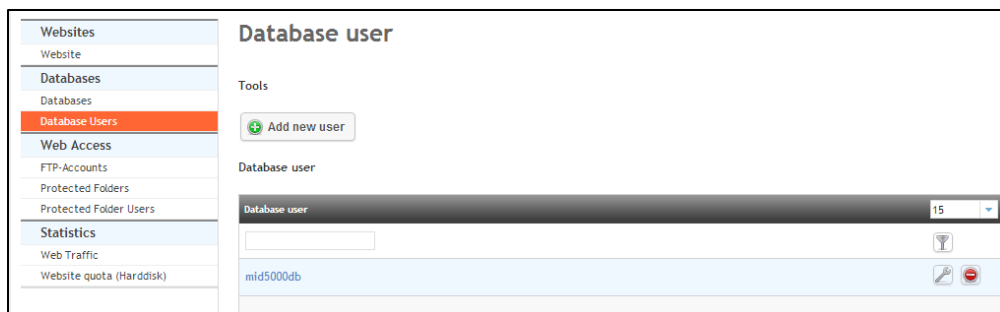 Websites
Website
Databases
Databases
Database Users
Web Access
FTP-Accounts
Protected Folders
Protected Folder Users
Statistics
Web Traffic
Website quota (Harddisk)
Database user
Tools
Add new user
Database user
Database user 15
mid5000db